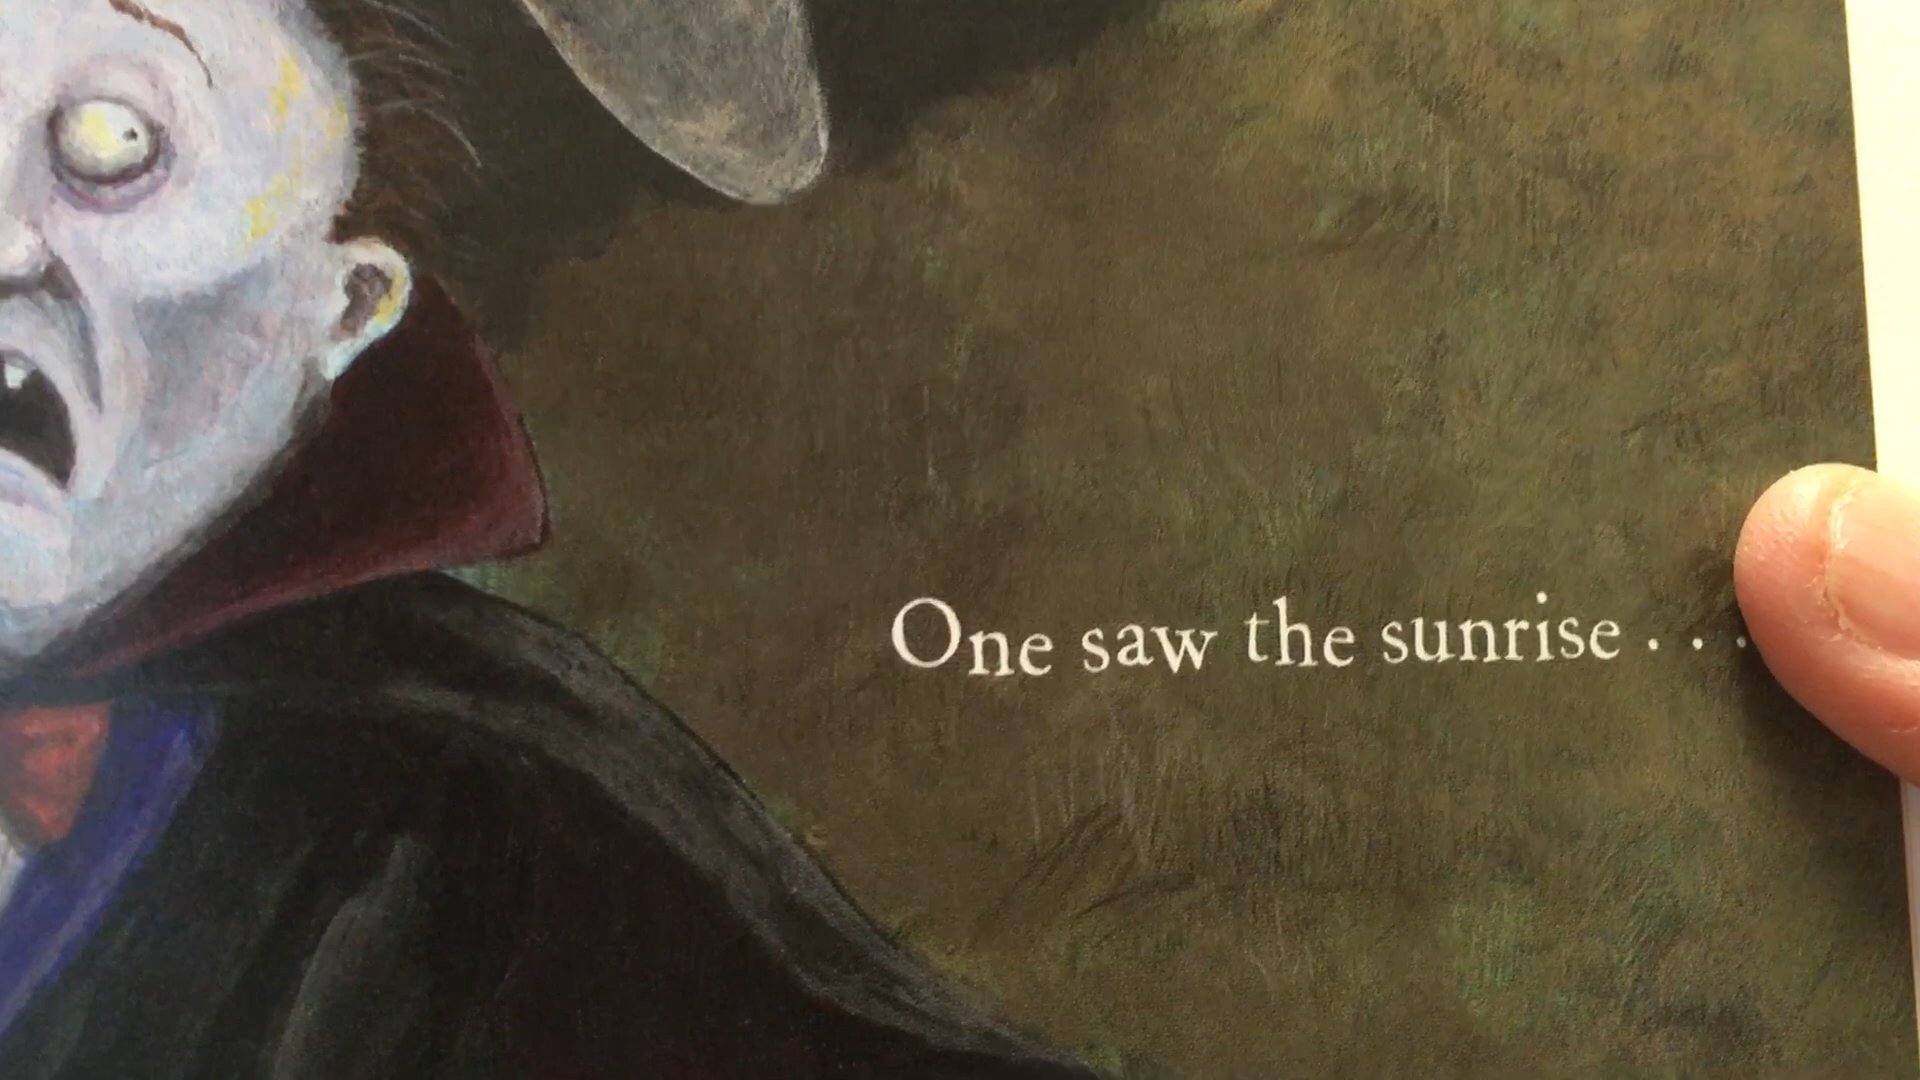 One saw the sunrise . . .